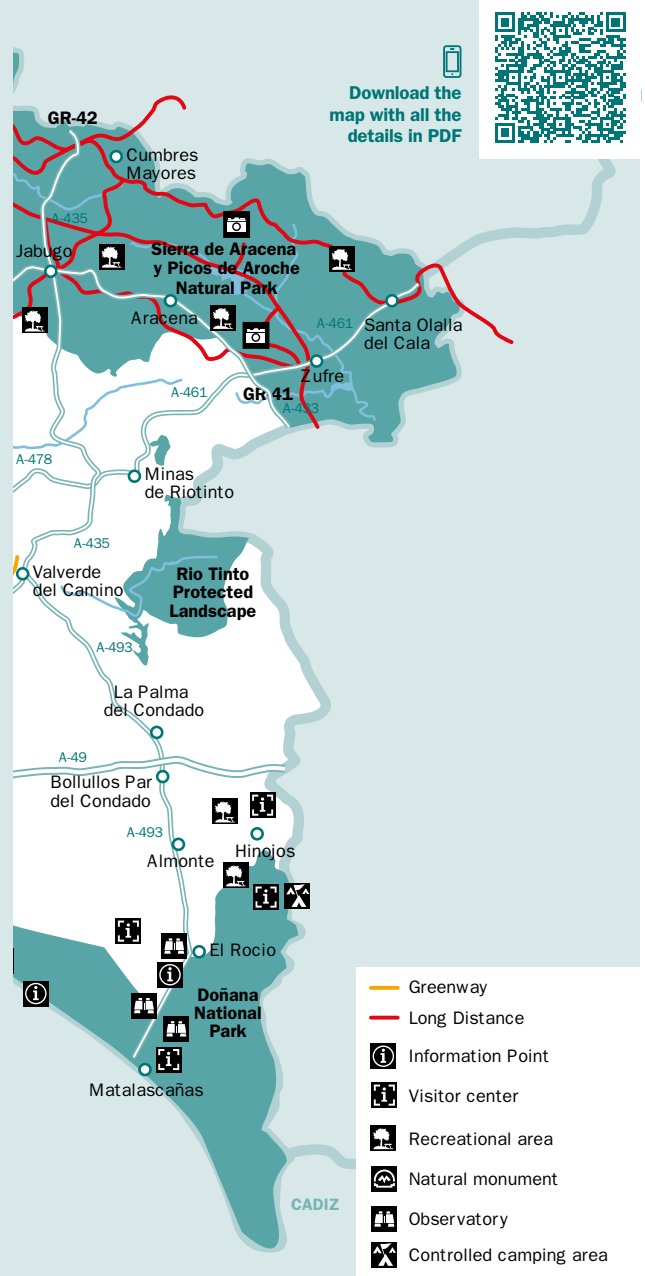 Download the
map with all the
details in PDF
GR-42
Cumbres
Mayores
A-435
Jabugo
Sierra de Aracena
y Picos de Aroche
Natural Park
Aracena
A-461
Santa Olalla
del Cala
Zufre
A-461
GR 41
A-433
A-478
Minas
de Riotinto
A-435
Valverde
del Camino
Rio Tinto
Protected
Landscape
A-493
La Palma
del Condado
A-49
Bollullos Par
del Condado
A-493
Hinojos
Almonte
El Rocio
Doñana
National
Park
Matalascañas
CADIZ
Greenway
Long Distance
Information Point
Visitor center
Recreational area
Natural monument
Observatory
Controlled camping area